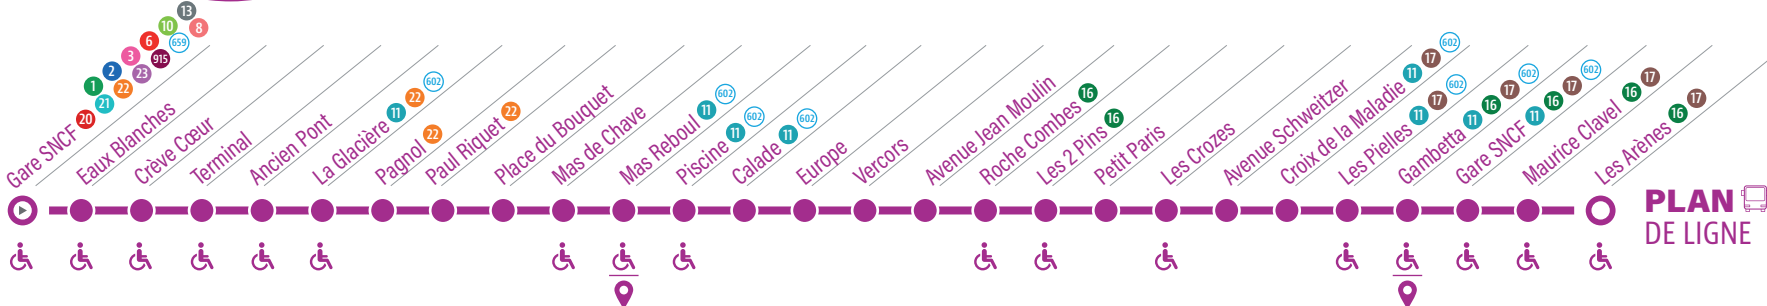 Gare SNCF 20 21 1 22 2 23 3 915 6 659 10 8 13
Eaux Blanches
Crève Cœur
Terminal
Ancien Pont
La Glacière 11 22 602
Pagnol 22
Paul Riquet 22
Place du Bouquet
Mas de Chave
Mas Reboul 11 602
Piscine 11 602
Calade 11 602
Europe
Vercors
Avenue Jean Moulin
Roche Combes 16
Les 2 Pins 16
Petit Paris
Les Crozes
Avenue Schweitzer
Croix de la Maladie 11 17 602
Les Pielles 11 17 602
Gambetta 11 16 17 602
Gare SNCF 11 16 17 602
Maurice Clavel 16 17
Les Arènes 16 17
PLAN
DE LIGNE